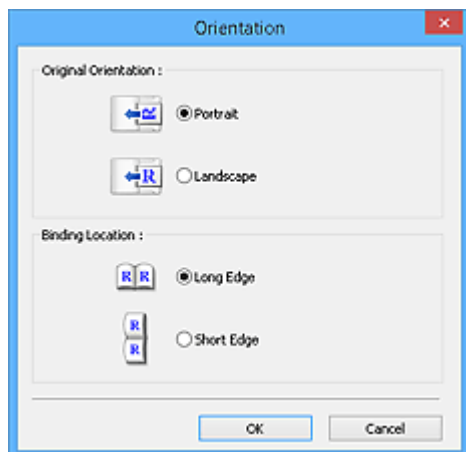 Orientation
Original Orientation :
R
Portrait
R
Landscape
Binding Location :
R R
Long Edge
R
R
Short Edge
OK Cancel